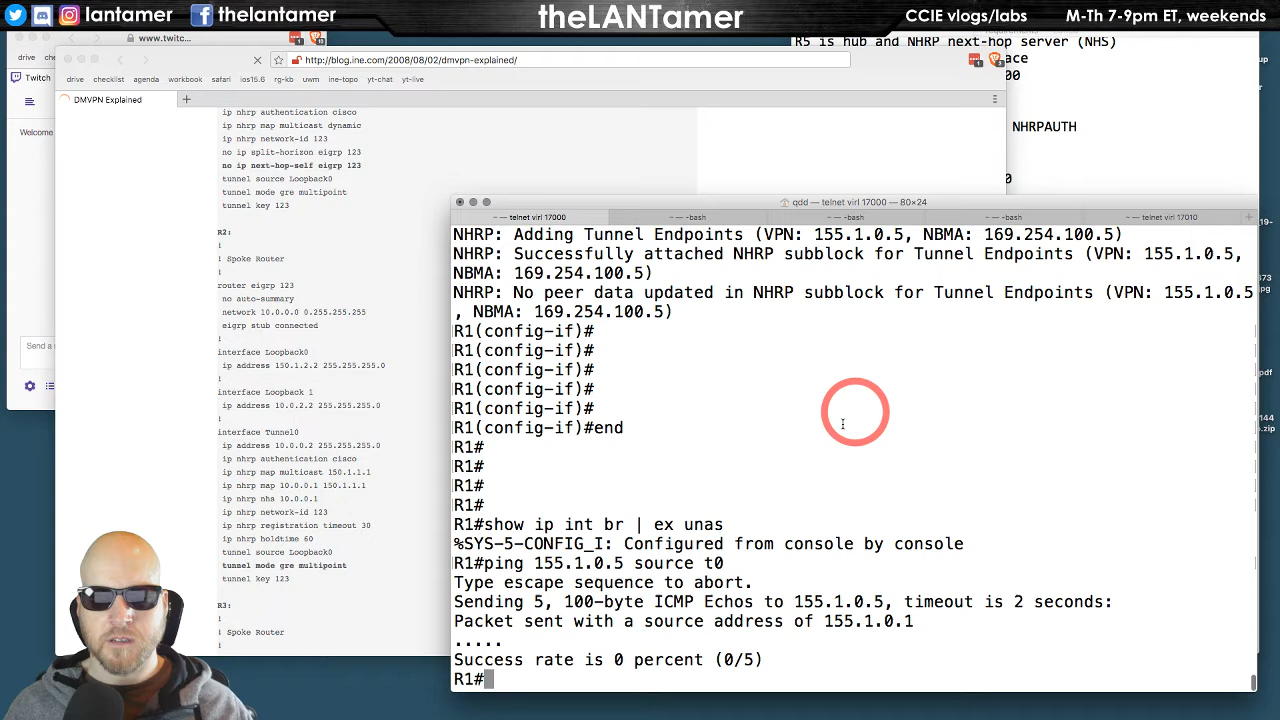 lantamer
thelantamer
theLANTamer
CCIE vlogs/labs
M-Th 7-9pm ET, weekends
www.twitc
R5 is hub and NHRP next-hop server (NHS)
drive
http://blog.ine.com/2008/08/02/dmvpn-explained/
Twitch
drive checklist agenda workbook safari ios15.6 rg-kb uwm ine-topo yt-chat yt-live
DMVPN Explained
ip nhrp authentication cisco
ip nhrp map multicast dynamic
NHRPAUTH
Welcome
ip nhrp network-id 123
no ip split-horizon eigrp 123
no ip next-hop-self eigrp 123
tunnel source Loopback0
tunnel mode gre multipoint
tunnel key 123
R2:
! Spoke Router
router eigrp 123
no auto-summary
network 10.0.0.0 0.255.255.255
eigrp stub connected
!
interface Loopback0
ip address 150.1.2.2 255.255.255.0
!
interface Loopback 1
ip address 10.0.2.2 255.255.255.0
!
interface Tunnel0
ip address 10.0.0.2 255.255.255.0
ip nhrp authentication cisco
ip nhrp map multicast 150.1.1.1
ip nhrp map 10.0.0.1 150.1.1.1
ip nhrp nhs 10.0.0.1
ip nhrp network-id 123
ip nhrp registration timeout 30
ip nhrp holdtime 60
tunnel source Loopback0
tunnel mode gre multipoint
tunnel key 123
R3:
! Spoke Router
!
Send a
qdd — telnet virl 17000 — 80×24
~ — telnet virl 17000
~ — -bash
~ — -bash
~ — -bash
~ — telnet virl 17010
NHRP: Adding Tunnel Endpoints (VPN: 155.1.0.5, NBMA: 169.254.100.5)
NHRP: Successfully attached NHRP subblock for Tunnel Endpoints (VPN: 155.1.0.5,
NBMA: 169.254.100.5)
NHRP: No peer data updated in NHRP subblock for Tunnel Endpoints (VPN: 155.1.0.5
, NBMA: 169.254.100.5)
R1(config-if)#
R1(config-if)#
R1(config-if)#
R1(config-if)#
R1(config-if)#
R1(config-if)#end
R1#
R1#
R1#
R1#
R1#show ip int br | ex unas
%SYS-5-CONFIG_I: Configured from console by console
R1#ping 155.1.0.5 source t0
Type escape sequence to abort.
Sending 5, 100-byte ICMP Echos to 155.1.0.5, timeout is 2 seconds:
Packet sent with a source address of 155.1.0.1
.....
Success rate is 0 percent (0/5)
R1#